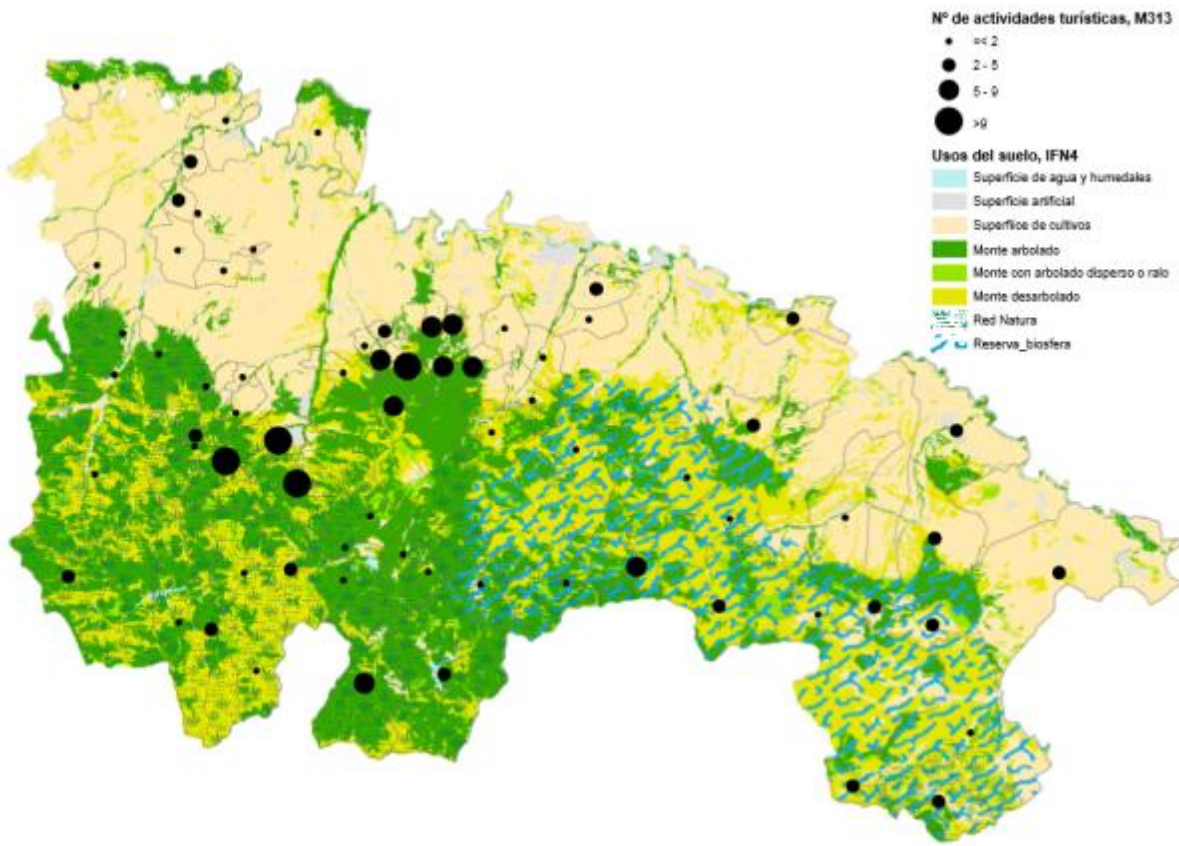 Nº de actividades turísticas, M313
=< 2
2 - 5
5 - 9
>9
Usos del suelo, IFN4
Superficie de agua y humedales
Superficie artificial
Superfiice de cultivos
Monte arbolado
Monte con arbolado disperso o ralo
Monte desarbolado
Red Natura
Reserva_biosfera